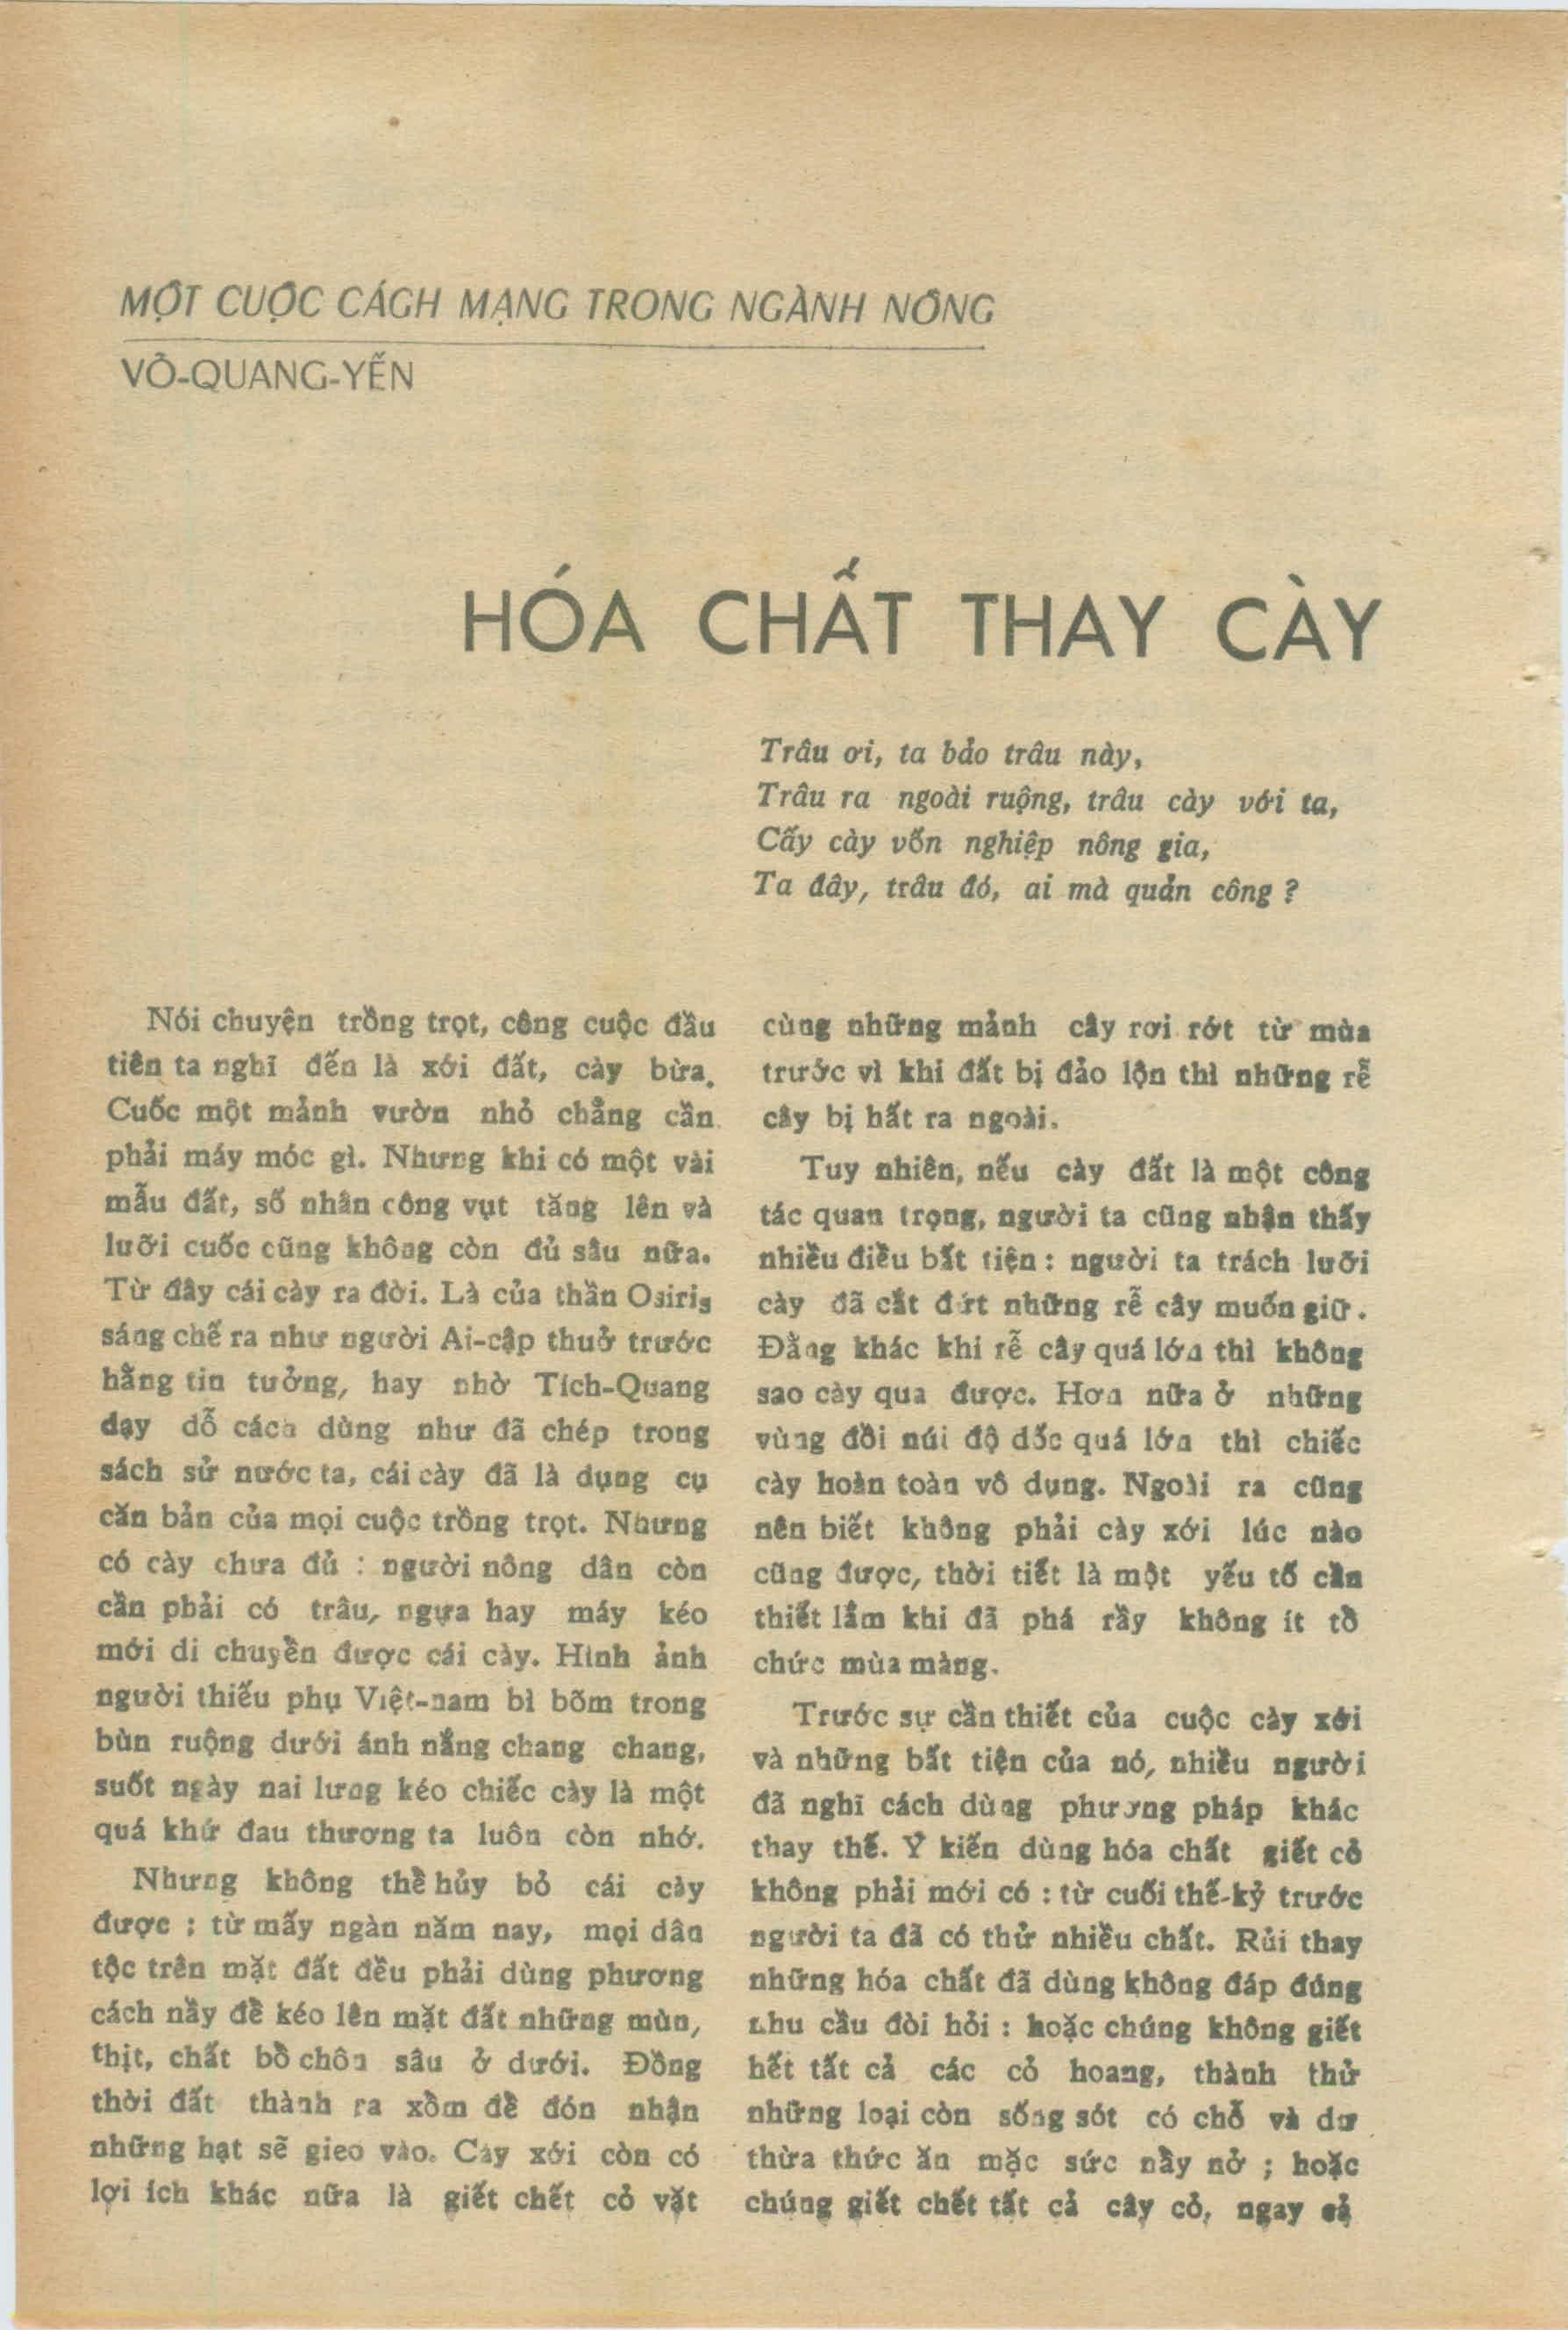 MỘT CUỘC CÁCH MẠNG TRONG NGÀNH NÔNG
VÕ-QUANG-YẾN
HÓA CHẤT THAY CÀY
Trâu ơi, ta bảo trâu này,
Trâu ra ngoài ruộng, trâu cày với ta,
Cấy cày vốn nghiệp nông gia,
Ta đây, trâu đó, ai mà quản công ?
Nói chuyện trồng trọt, công cuộc đầu
tiên ta nghĩ đến là xới đất, cày bừa.
Cuốc một mảnh vườn nhỏ chẳng cần
phải máy móc gì. Nhưng khi có một vài
mẫu đất, số nhân công vụt tăng lên và
lưỡi cuốc cũng không còn đủ sâu nữa.
Từ đây cái cày ra đời. Là của thần Osiris
sáng chế ra như người Ai-cập thuở trước
hằng tin tưởng, hay nhờ Tích-Quang
dạy dỗ cách dùng như đã chép trong
sách sử nước ta, cái cày đã là dụng cụ
căn bản của mọi cuộc trồng trọt. Nhưng
có cày chưa đủ : người nông dân còn
cần phải có trâu, ngựa hay máy kéo
mới di chuyền được cái cày. Hình ảnh
người thiếu phụ Việt-nam bì bõm trong
bùn ruộng dưới ánh nắng chang chang,
suốt ngày nai lưng kéo chiếc cày là một
quá khứ đau thương ta luôn còn nhớ.
Nhưng không thề hủy bỏ cái cày
được ; từ mấy ngàn năm nay, mọi dân
tộc trên mặt đất đều phải dùng phương
cách nầy đề kéo lên mặt đất những mùn,
thịt, chất bồ chôn sâu ở dưới. Đồng
thời đất thành ra xồm đề đón nhận
những hạt sẽ gieo vào. Cày xới còn có
lợi ích khác nữa là giết chết cỏ vặt
cùng những mảnh cây rơi rớt từ mùa
trước vì khi đất bị đảo lộn thì những rễ
cây bị hất ra ngoài.
Tuy nhiên, nếu cày đất là một công
tác quan trọng, người ta cũng nhận thấy
nhiều điều bất tiện : người ta trách lưỡi
cày đã cắt đứt những rễ cây muốn giữ.
Đằng khác khi rễ cây quá lớn thì không
sao cày qua được. Hơn nữa ở những
vùng đồi núi độ dốc quá lớn thì chiếc
cày hoàn toàn vô dụng. Ngoài ra cũng
nên biết không phải cày xới lúc nào
cũng được, thời tiết là một yếu tố cần
thiết lắm khi đã phá rầy không ít tồ
chức mùa màng.
Trước sự cần thiết của cuộc cày xới
và những bất tiện của nó, nhiều người
đã nghĩ cách dùng phương pháp khác
thay thế. Ý kiến dùng hóa chất giết cỏ
không phải mới có : từ cuối thế-kỷ trước
người ta đã có thử nhiều chất. Rủi thay
những hóa chất đã dùng không đáp đúng
nhu cầu đòi hỏi : hoặc chúng không giết
hết tất cả các cỏ hoang, thành thử
những loại còn sống sót có chỗ và dư
thừa thức ăn mặc sức nầy nở ; hoặc
chúng giết chết tất cả cây cỏ, ngay cả